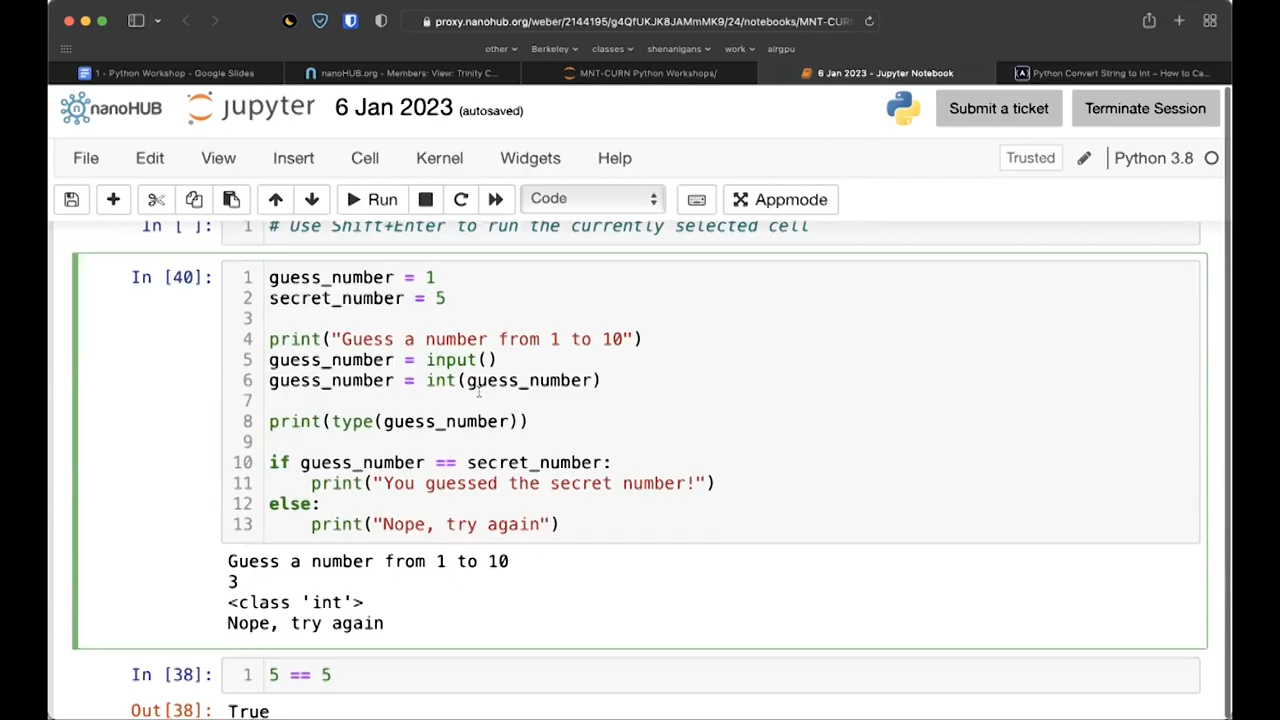 proxy.nanohub.org/weber/2144195/g4QfUKJK8JAMmMK9/24/notebooks/MNT-CURN
other Berkeley classes shenanigans work airgpu
1 - Python Workshop - Google Slides
nanoHUB.org - Members: View: Trinity C...
MNT-CURN Python Workshops/
6 Jan 2023 - Jupyter Notebook
Python Convert String to Int – How to Ca...
nanoHUB jupyter 6 Jan 2023 (autosaved) Submit a ticket Terminate Session
File Edit View Insert Cell Kernel Widgets Help Trusted Python 3.8
Run Code Appmode
In [ ]: 1 # Use Shift+Enter to run the currently selected cell
In [40]: 1 guess_number = 1
2 secret_number = 5
3
4 print("Guess a number from 1 to 10")
5 guess_number = input()
6 guess_number = int(guess_number)
7
8 print(type(guess_number))
9
10 if guess_number == secret_number:
11 print("You guessed the secret number!")
12 else:
13 print("Nope, try again")
Guess a number from 1 to 10
3
<class 'int'>
Nope, try again
In [38]: 1 5 == 5
Out[38]: True